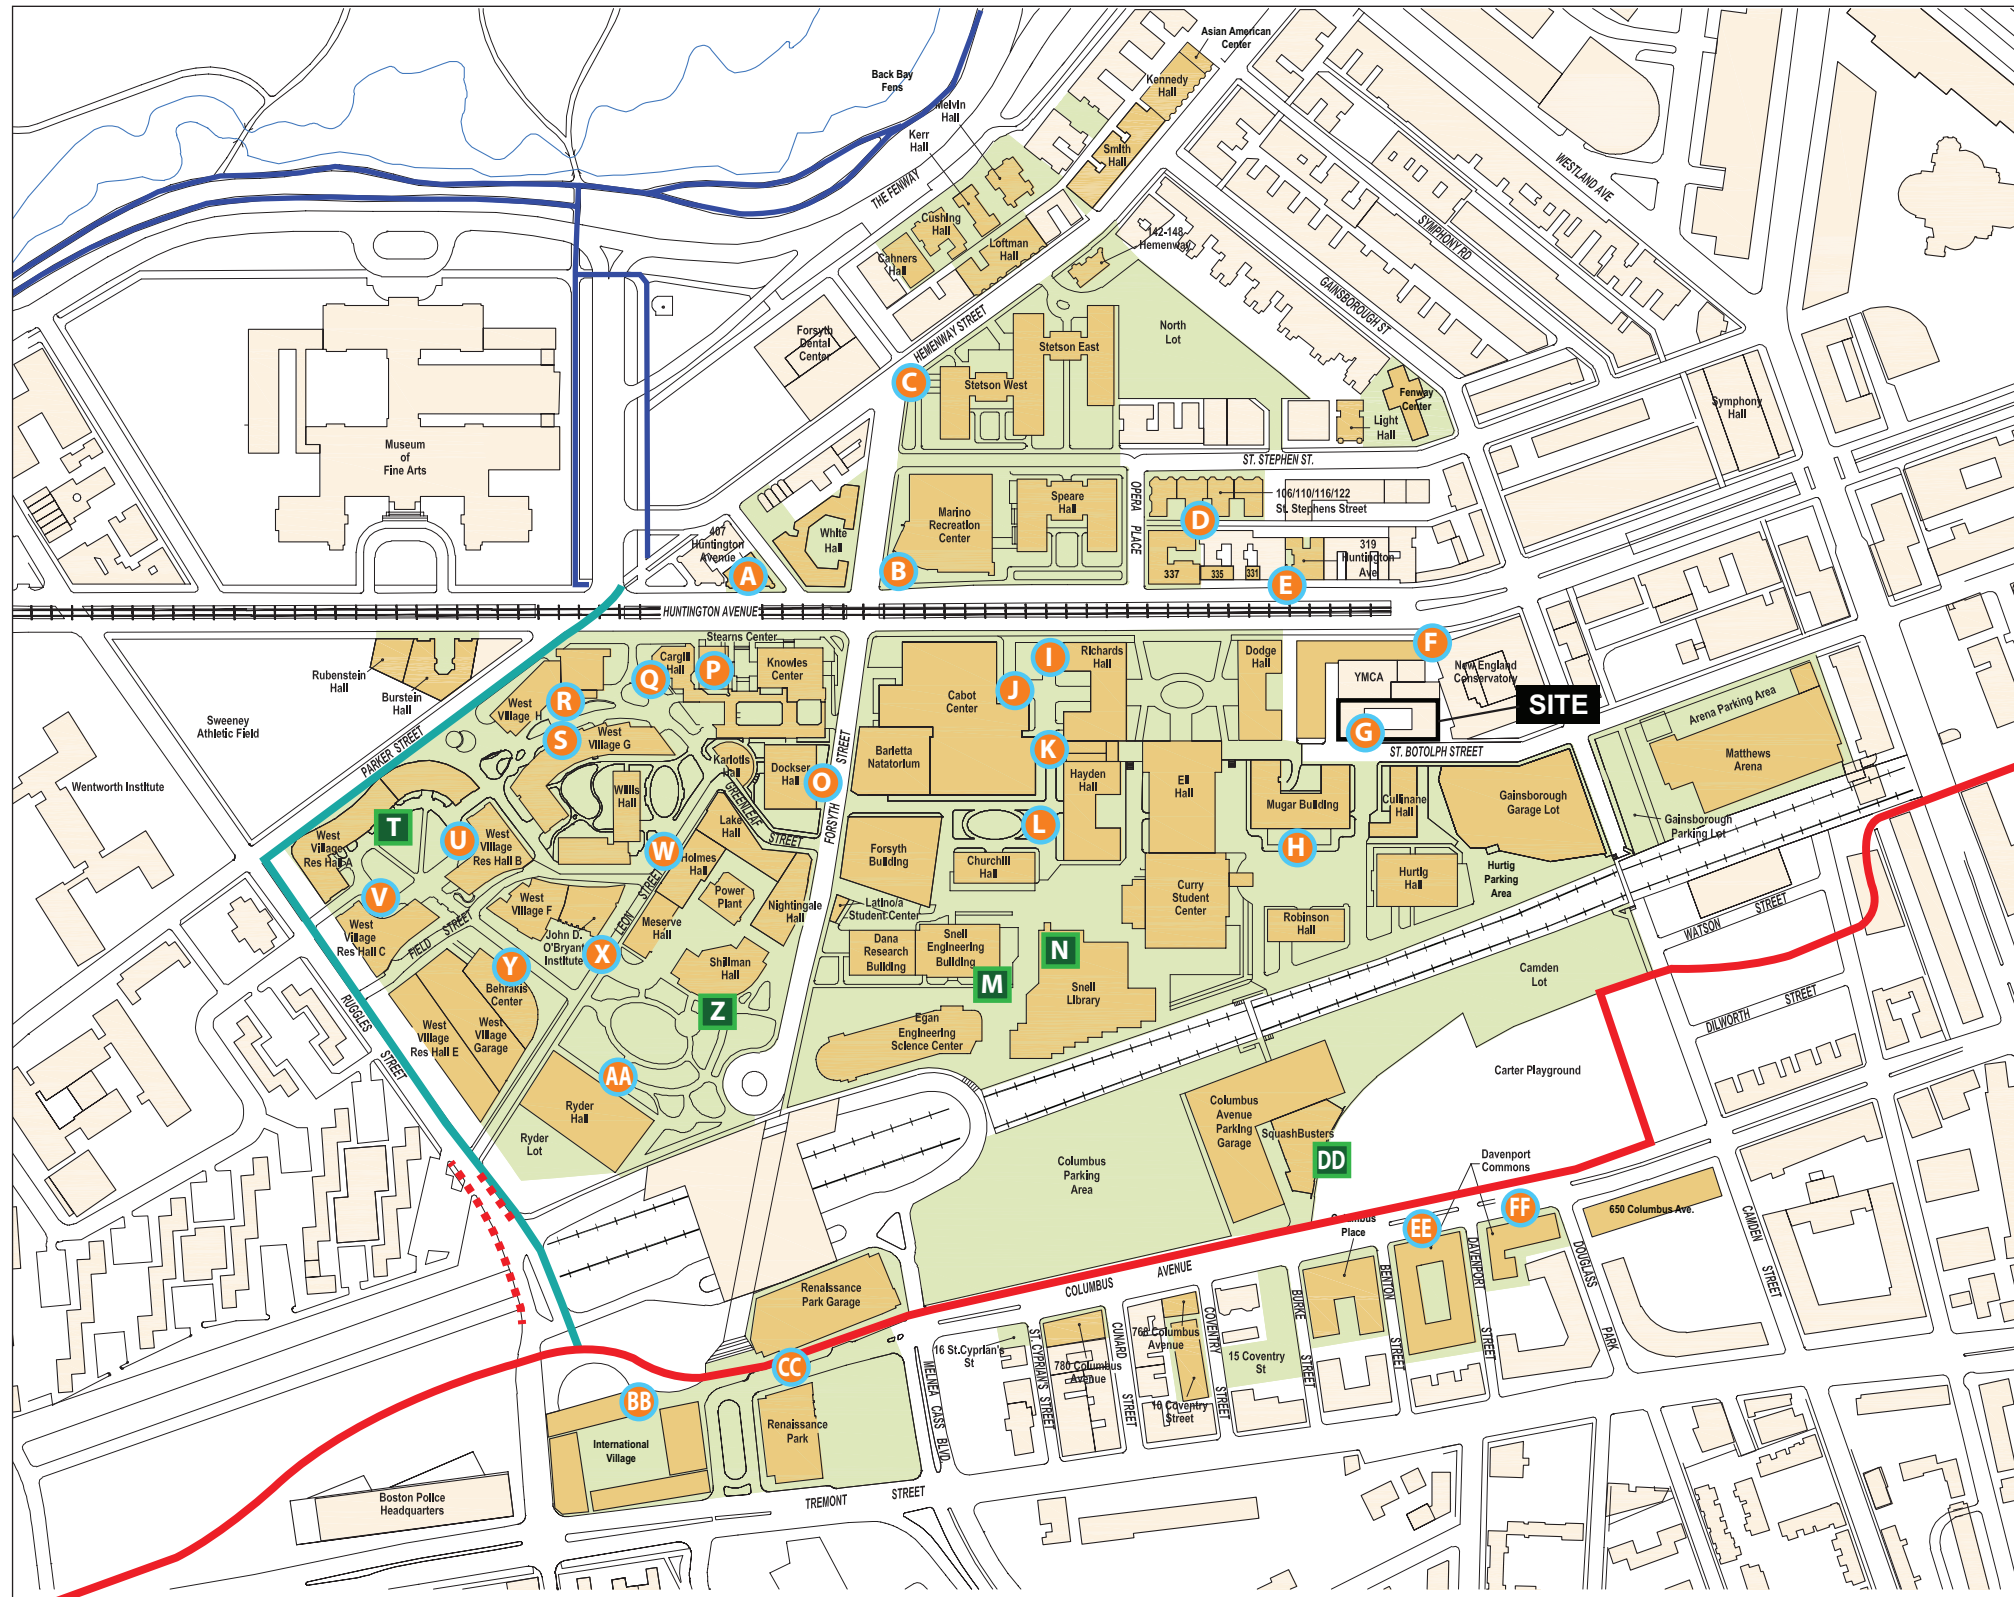 Asian American
Center
Back Bay
Fens
Kennedy
Hall
Melvin
Hall
Kerr
Hall
Smith
Hall
WESTLAND AVE
THE FENWAY
Cushing
Hall
Loftman
Hall
142-148
Hemenway
SYMPHONY RD
Cahners
Hall
GAINSBOROUGH ST
HEMENWAY STREET
Forsyth
Dental
Center
North
Lot
Stetson East
C
Stetson West
Fenway
Center
Symphony
Hall
Light
Hall
Museum
of
Fine Arts
ST. STEPHEN ST.
OPERA PLACE
Speare
Hall
106/110/116/122
St. Stephens Street
Marino
Recreation
Center
D
407
Huntington
Avenue
White
Hall
319
Huntington
Ave
A
B
337
335
331
E
HUNTINGTON AVENUE
Stearns Center
Rubenstein
Hall
Burstein
Hall
Cargill
Hall
Q
P
Knowles
Center
I
Richards
Hall
Dodge
Hall
F
YMCA
New England
Conservatory
R
West
Village H
J
Cabot
Center
SITE
Arena Parking Area
Sweeney
Athletic Field
S
West
Village G
G
ST. BOTOLPH STREET
PARKER STREET
K
Barletta
Natatorium
Matthews
Arena
Karlotis
Hall
Dockser
Hall
O
Wentworth Institute
Willis
Hall
Hayden
Hall
Ell
Hall
Mugar Building
Cullinane
Hall
Gainsborough
Garage Lot
GREENLEAF STREET
FORSYTH STREET
Gainsborough
Parking Lot
T
Lake
Hall
L
West
Village
Res Hall A
U
West
Village
Res Hall B
W
Holmes
Hall
Forsyth
Building
Churchill
Hall
H
Hurtig
Hall
Hurtig
Parking
Area
V
West
Village F
LEON STREET
Power
Plant
Nightingale
Hall
Latino/a
Student Center
Curry
Student
Center
Robinson
Hall
WATSON STREET
West
Village
Res Hall C
FIELD STREET
John D.
O'Bryant
Institute
X
Meserve
Hall
Dana
Research
Building
Snell
Engineering
Building
N
Y
Behrakis
Center
Shillman
Hall
M
Snell
Library
Camden
Lot
Z
DILWORTH STREET
RUGGLES STREET
West
Village
Res Hall E
West
Village
Garage
Egan
Engineering
Science Center
AA
Ryder
Hall
Carter Playground
Columbus
Avenue
Parking
Garage
SquashBusters
Ryder
Lot
Columbus
Parking
Area
DD
Davenport
Commons
650 Columbus Ave.
FF
Columbus
Place
EE
CAMDEN STREET
DAVENPORT STREET
DOUGLASS PARK
COLUMBUS AVENUE
Renaissance
Park Garage
BENTON STREET
BURKE STREET
CC
16 St.Cyprian's
St
ST. CYPRIAN'S STREET
CUNARD STREET
768 Columbus
Avenue
COVENTRY STREET
780 Columbus
Avenue
15 Coventry
St
10 Coventry
Street
MELNEA CASS BLVD.
BB
International
Village
Renaissance
Park
Boston Police
Headquarters
TREMONT STREET